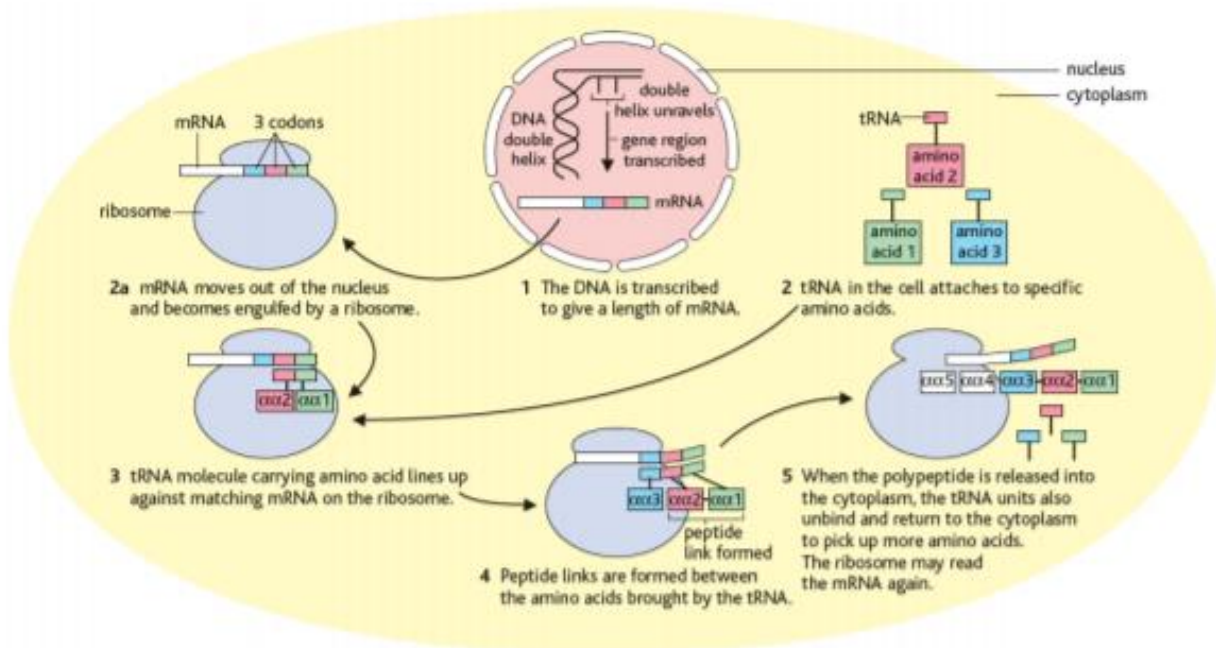 nucleus
cytoplasm
DNA
double
helix
double
helix unravels
gene region
transcribed
mRNA
1 The DNA is transcribed
to give a length of mRNA.
tRNA
amino
acid 2
amino
acid 1
amino
acid 3
2 tRNA in the cell attaches to specific
amino acids.
mRNA
3 codons
ribosome
2a mRNA moves out of the nucleus
and becomes engulfed by a ribosome.
αα2
αα1
3 tRNA molecule carrying amino acid lines up
against matching mRNA on the ribosome.
αα3
αα2
αα1
peptide
link formed
4 Peptide links are formed between
the amino acids brought by the tRNA.
αα5
αα4
αα3
αα2
αα1
5 When the polypeptide is released into
the cytoplasm, the tRNA units also
unbind and return to the cytoplasm
to pick up more amino acids.
The ribosome may read
the mRNA again.